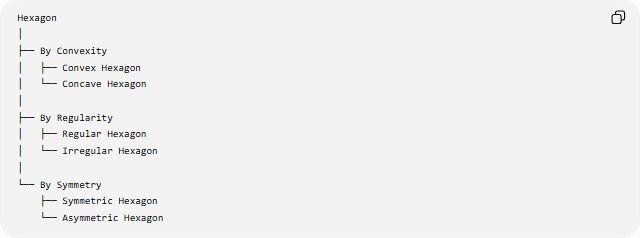 Hexagon
│
├── By Convexity
│   ├── Convex Hexagon
│   └── Concave Hexagon
│
├── By Regularity
│   ├── Regular Hexagon
│   └── Irregular Hexagon
│
└── By Symmetry
    ├── Symmetric Hexagon
    └── Asymmetric Hexagon